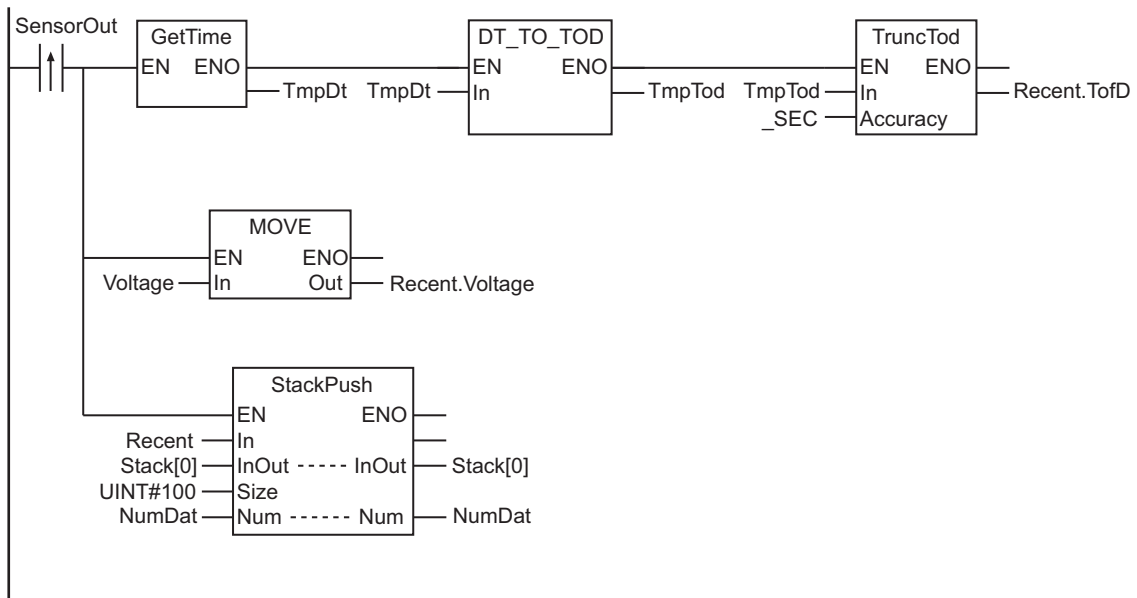 SensorOut
GetTime DT_TO_TOD TruncTod
EN ENO EN ENO EN ENO
TmpDt TmpDt In TmpTod TmpTod In Recent.TofD
_SEC Accuracy
MOVE
EN ENO
Voltage In Out Recent.Voltage
StackPush
EN ENO
Recent In
Stack[0] InOut InOut Stack[0]
UINT#100 Size
NumDat Num Num NumDat